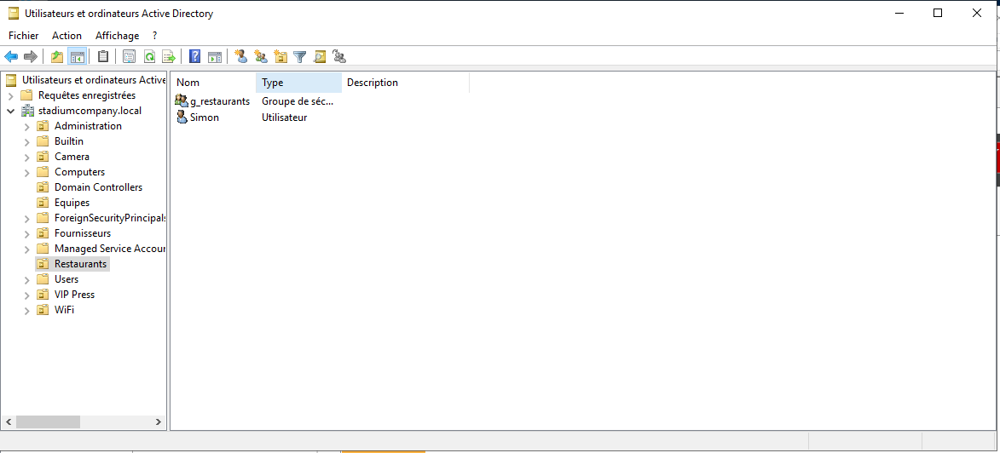 Utilisateurs et ordinateurs Active Directory
Fichier Action Affichage ?
Utilisateurs et ordinateurs Active
Requêtes enregistrées
stadiumcompany.local
Administration
Builtin
Camera
Computers
Domain Controllers
Equipes
ForeignSecurityPrincipals
Fournisseurs
Managed Service Accour
Restaurants
Users
VIP Press
WiFi
Nom Type Description
g_restaurants Groupe de séc...
Simon Utilisateur